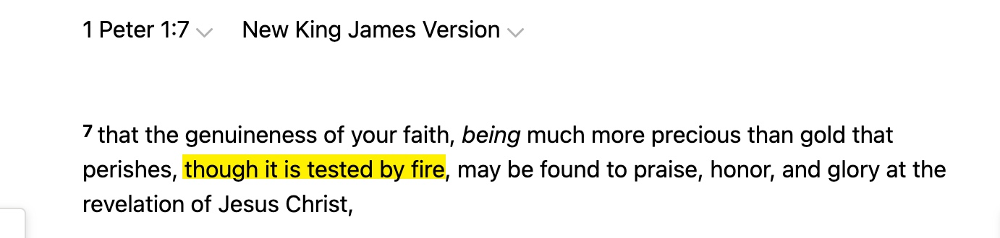 1 Peter 1:7 New King James Version
7 that the genuineness of your faith, being much more precious than gold that
perishes, though it is tested by fire, may be found to praise, honor, and glory at the
revelation of Jesus Christ,